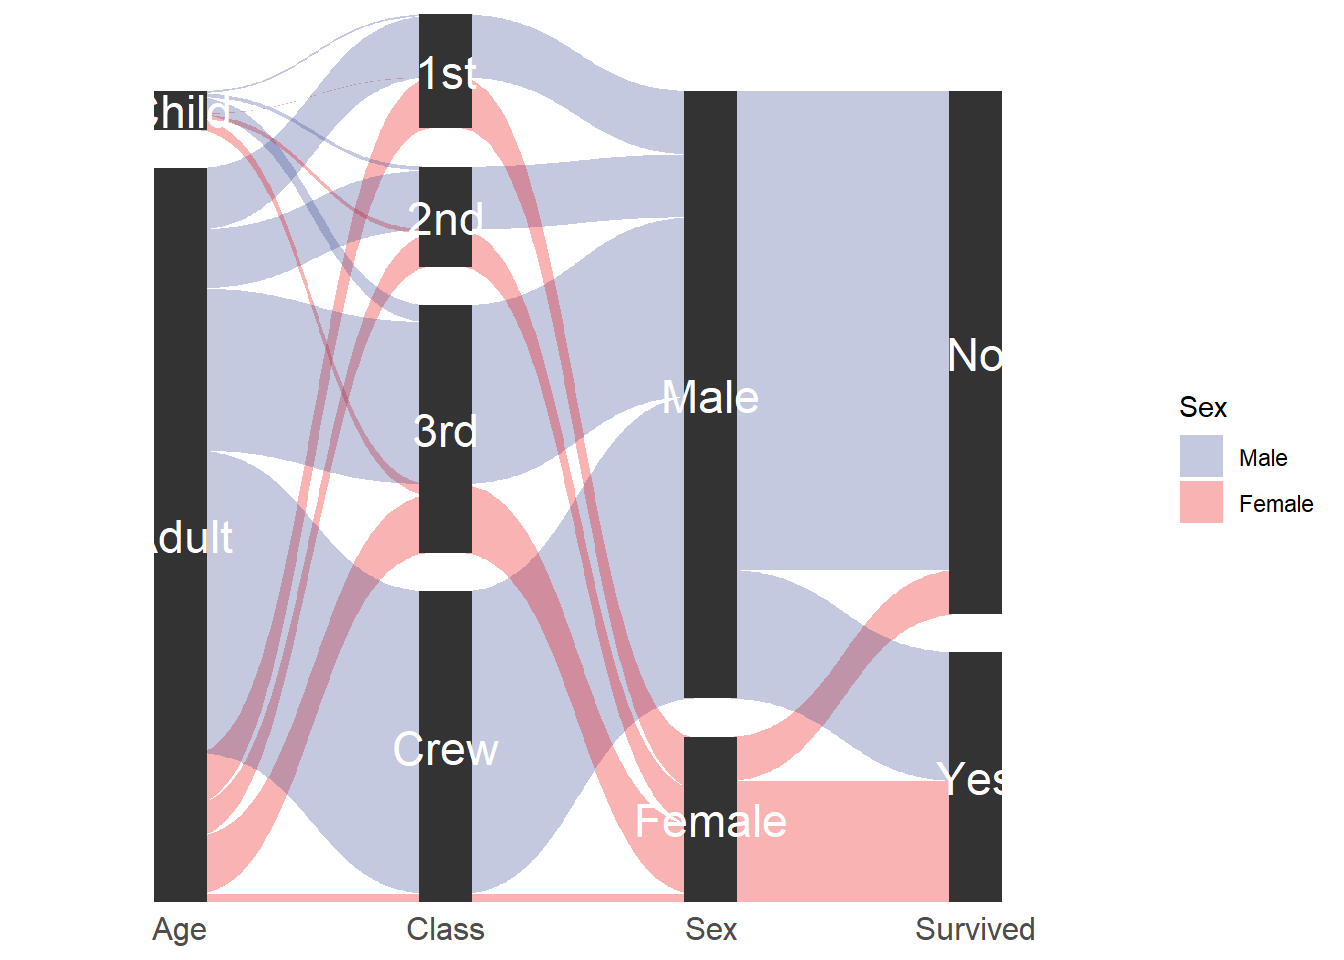 1st
Child
2nd
Male
No
3rd
Adult
Crew
Female
Yes
Age Class Sex Survived
Sex
Male
Female